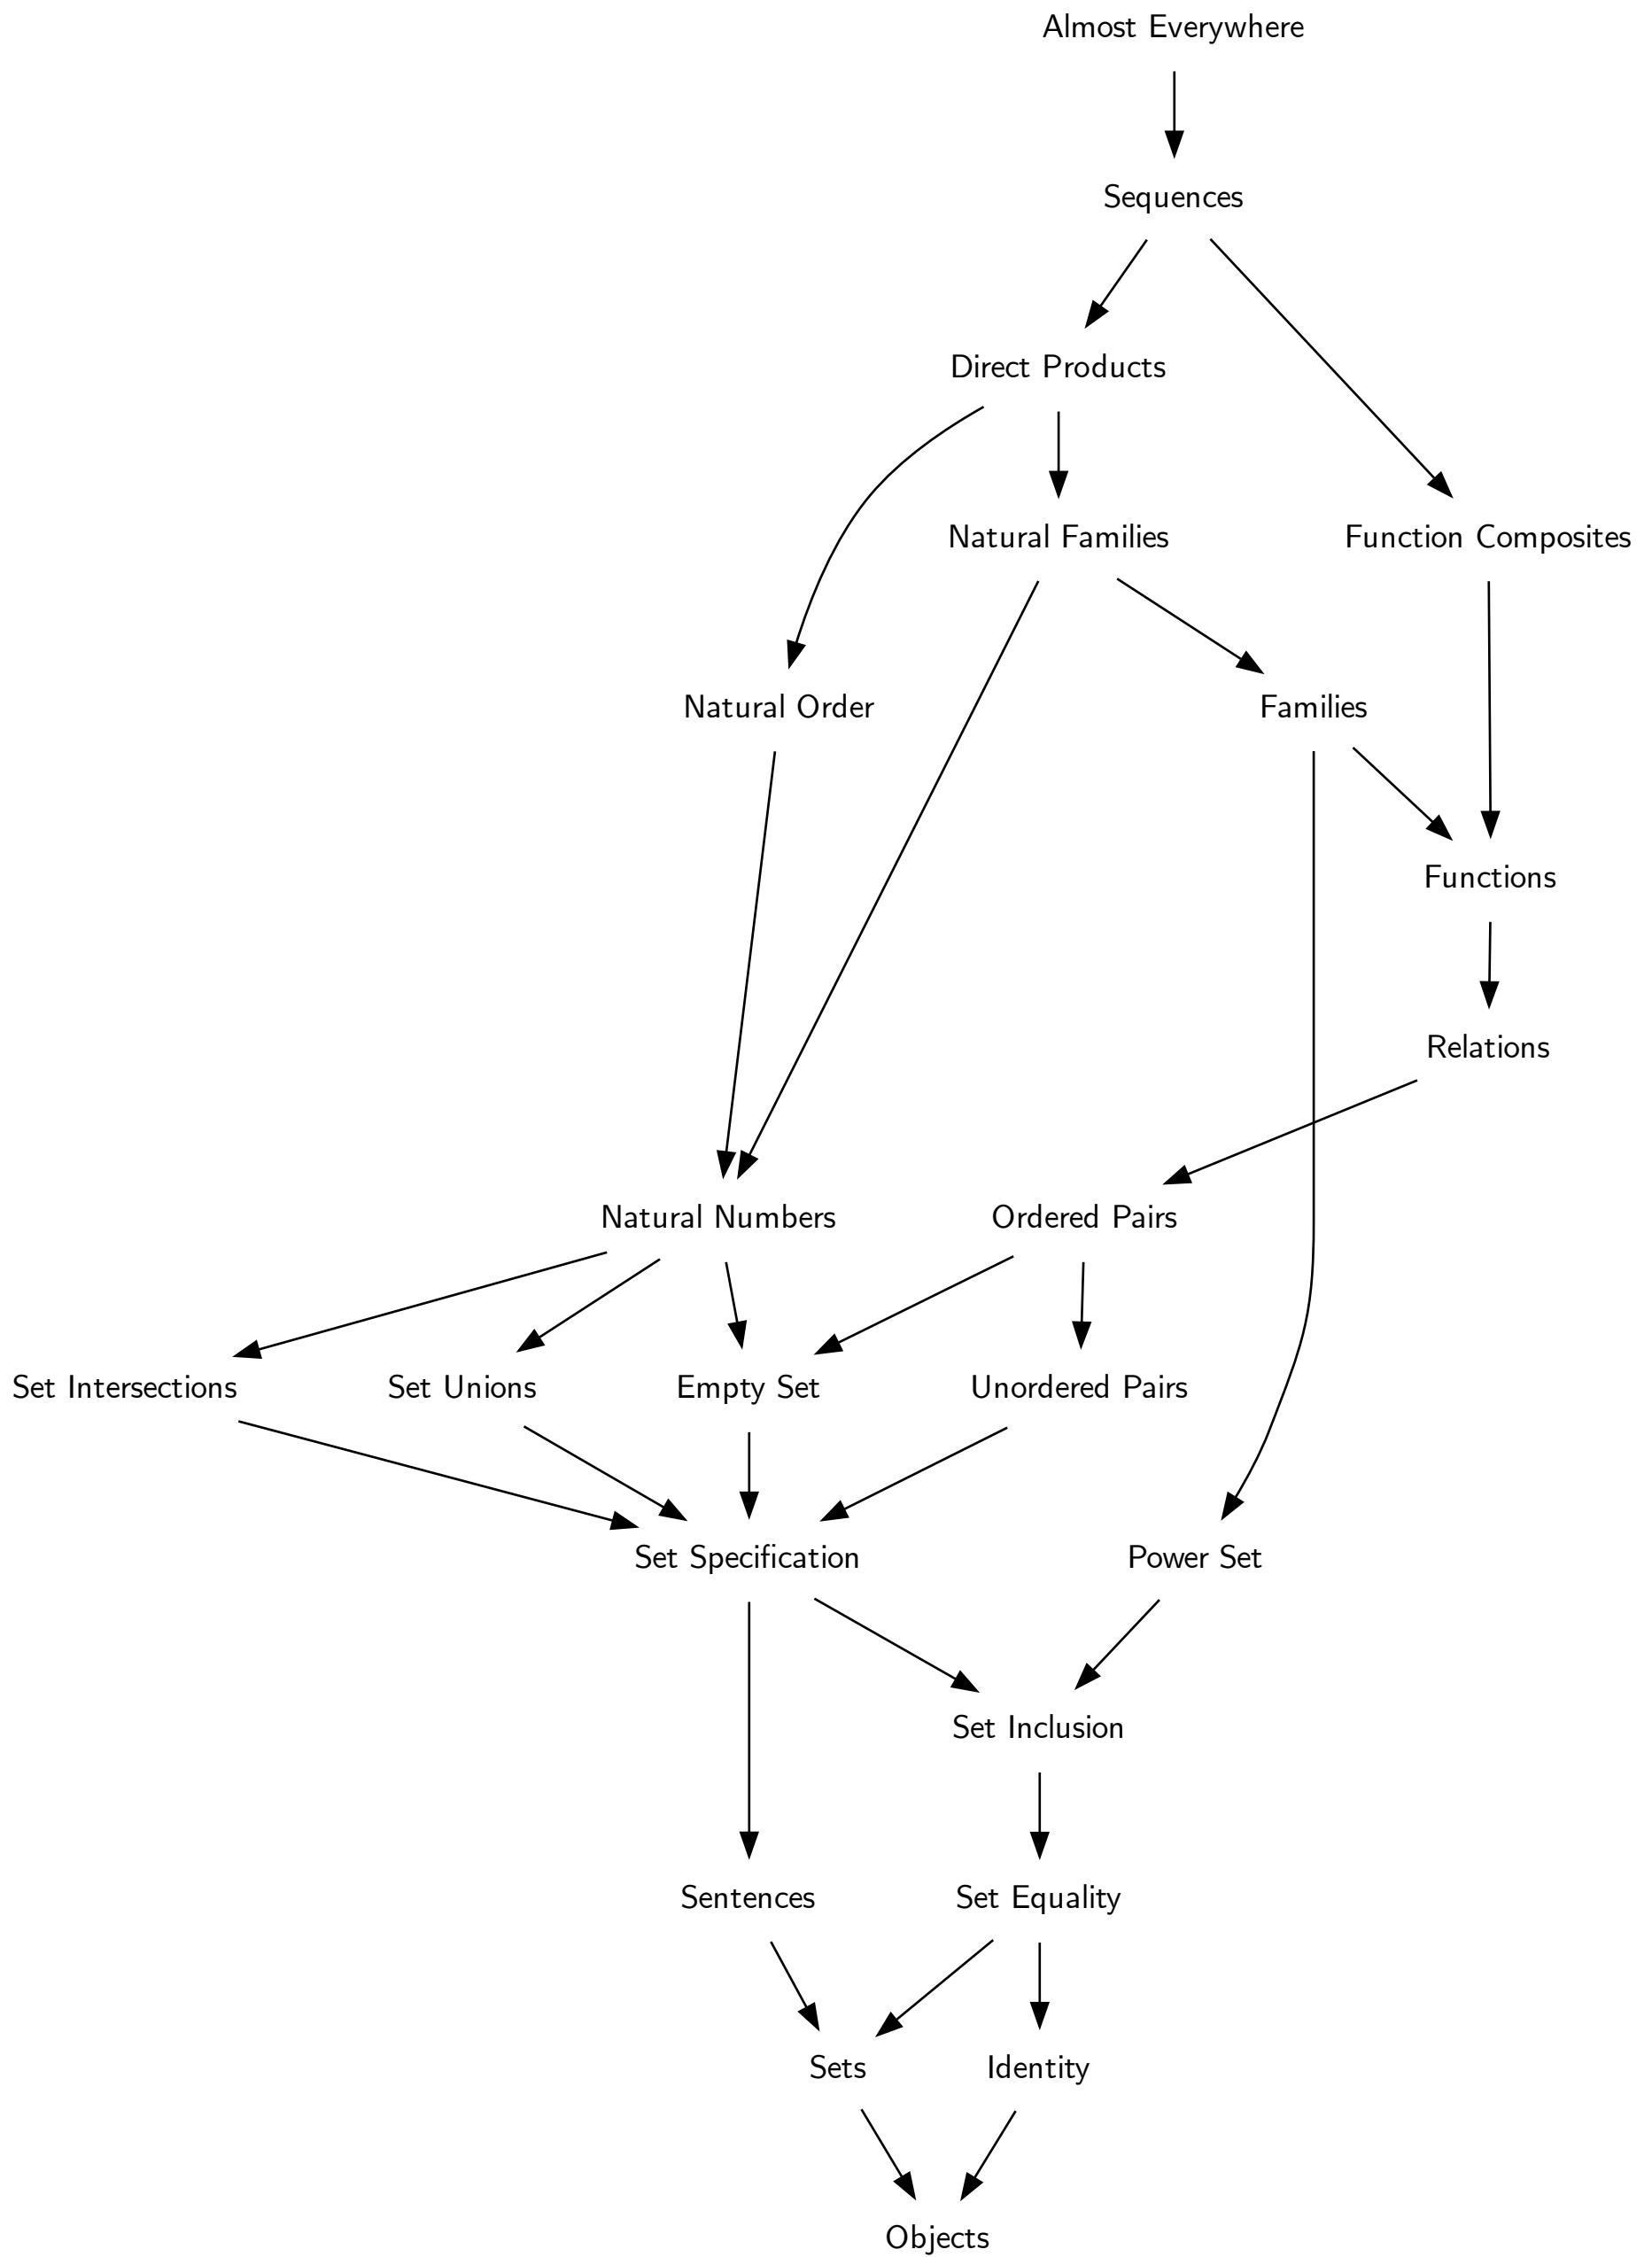 Almost Everywhere
Sequences
Direct Products
Natural Families
Function Composites
Natural Order
Families
Functions
Relations
Natural Numbers
Ordered Pairs
Set Intersections
Set Unions
Empty Set
Unordered Pairs
Set Specification
Power Set
Set Inclusion
Sentences
Set Equality
Sets
Identity
Objects